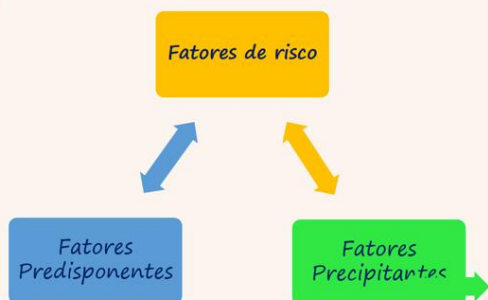 Fatores de risco
Fatores
Predisponentes
Fatores
Precipitantes